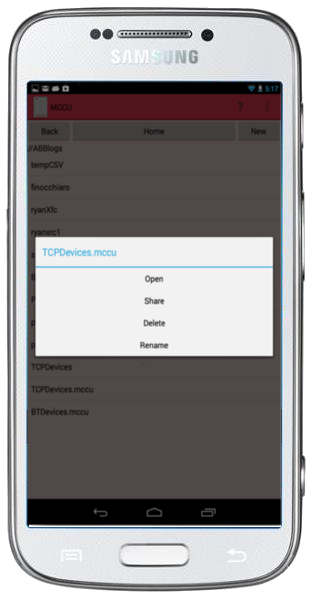 SAMSUNG
5:17
MCCU
?
Back Home New
//ABBlogs
tempCSV
finocchiaro
ryanXfc
ryanxrc1
TCPDevices.mccu
Open
Share
Delete
Rename
TCPDevices
TCPDevices.mccu
BTDevices.mccu